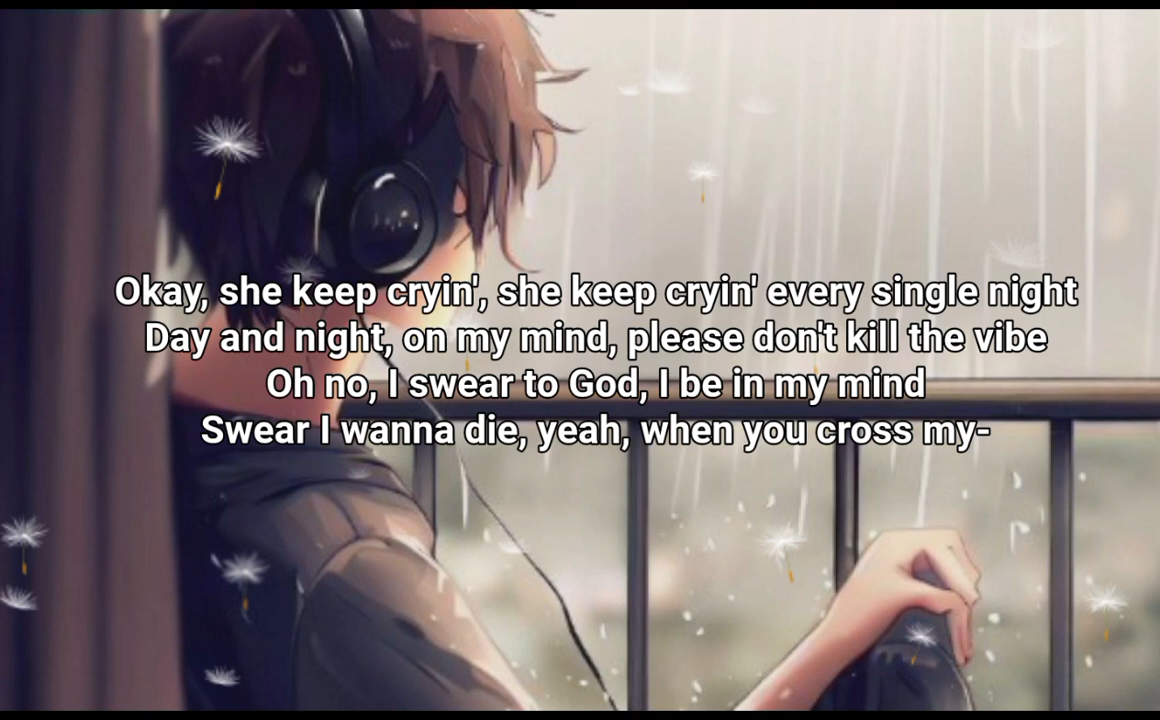 Okay, she keep cryin', she keep cryin' every single night
Day and night, on my mind, please don't kill the vibe
Oh no, I swear to God, I be in my mind
Swear I wanna die, yeah, when you cross my-